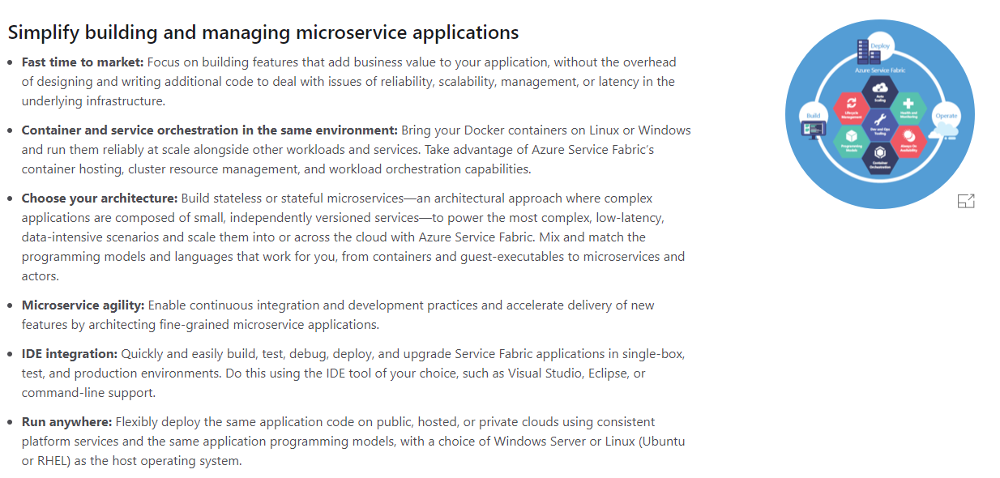 Simplify building and managing microservice applications
Fast time to market: Focus on building features that add business value to your application, without the overhead
of designing and writing additional code to deal with issues of reliability, scalability, management, or latency in the
underlying infrastructure.
Container and service orchestration in the same environment: Bring your Docker containers on Linux or Windows
and run them reliably at scale alongside other workloads and services. Take advantage of Azure Service Fabric's
container hosting, cluster resource management, and workload orchestration capabilities.
Choose your architecture: Build stateless or stateful microservices—an architectural approach where complex
applications are composed of small, independently versioned services—to power the most complex, low-latency,
data-intensive scenarios and scale them into or across the cloud with Azure Service Fabric. Mix and match the
programming models and languages that work for you, from containers and guest-executables to microservices and
actors.
Microservice agility: Enable continuous integration and development practices and accelerate delivery of new
features by architecting fine-grained microservice applications.
IDE integration: Quickly and easily build, test, debug, deploy, and upgrade Service Fabric applications in single-box,
test, and production environments. Do this using the IDE tool of your choice, such as Visual Studio, Eclipse, or
command-line support.
Run anywhere: Flexibly deploy the same application code on public, hosted, or private clouds using consistent
platform services and the same application programming models, with a choice of Windows Server or Linux (Ubuntu
or RHEL) as the host operating system.
Deploy
Azure Service Fabric
Auto
Scaling
Lifecycle
Management
Health and
Monitoring
Build
Operate
Dev and Ops
Tooling
Programming
Models
Always On
Availability
Container
Orchestration